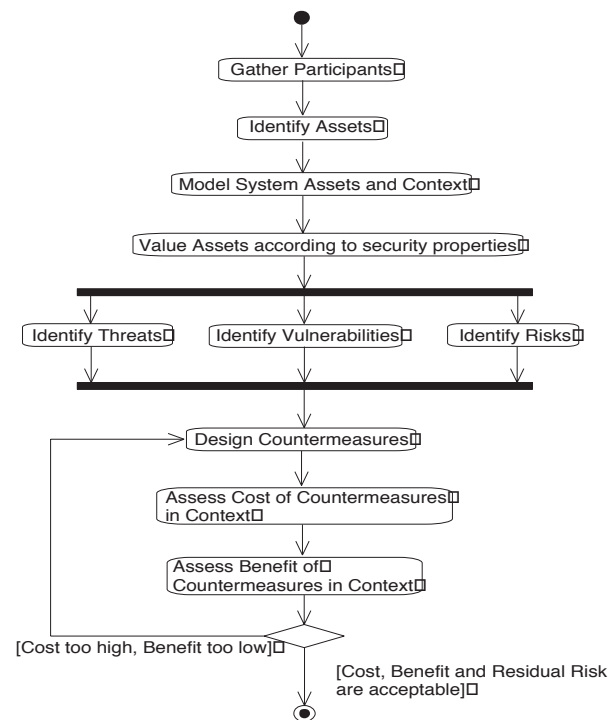 Gather Participants
Identify Assets
Model System Assets and Context
Value Assets according to security properties
Identify Threats
Identify Vulnerabilities
Identify Risks
Design Countermeasures
Assess Cost of Countermeasures
in Context
Assess Benefit of
Countermeasures in Context
[Cost too high, Benefit too low]
[Cost, Benefit and Residual Risk
are acceptable]